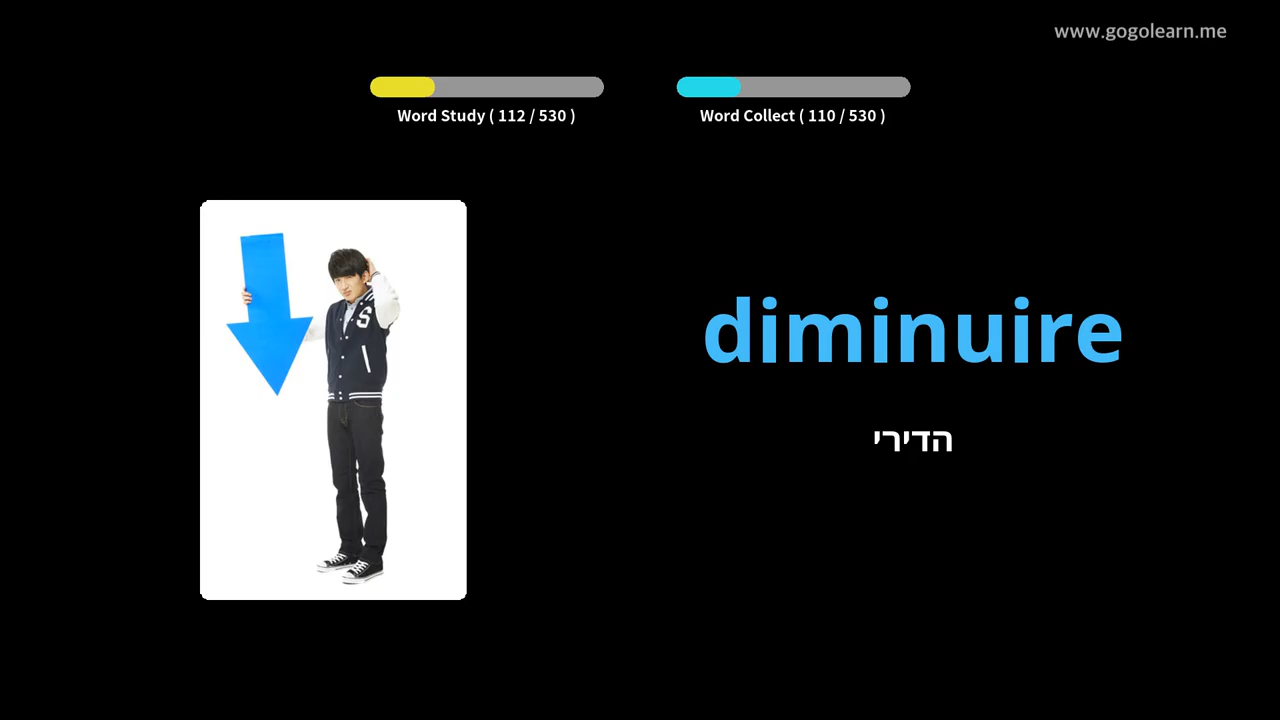 www.gogolearn.me
Word Study ( 112 / 530 )
Word Collect ( 110 / 530 )
S
diminuire
הדירי